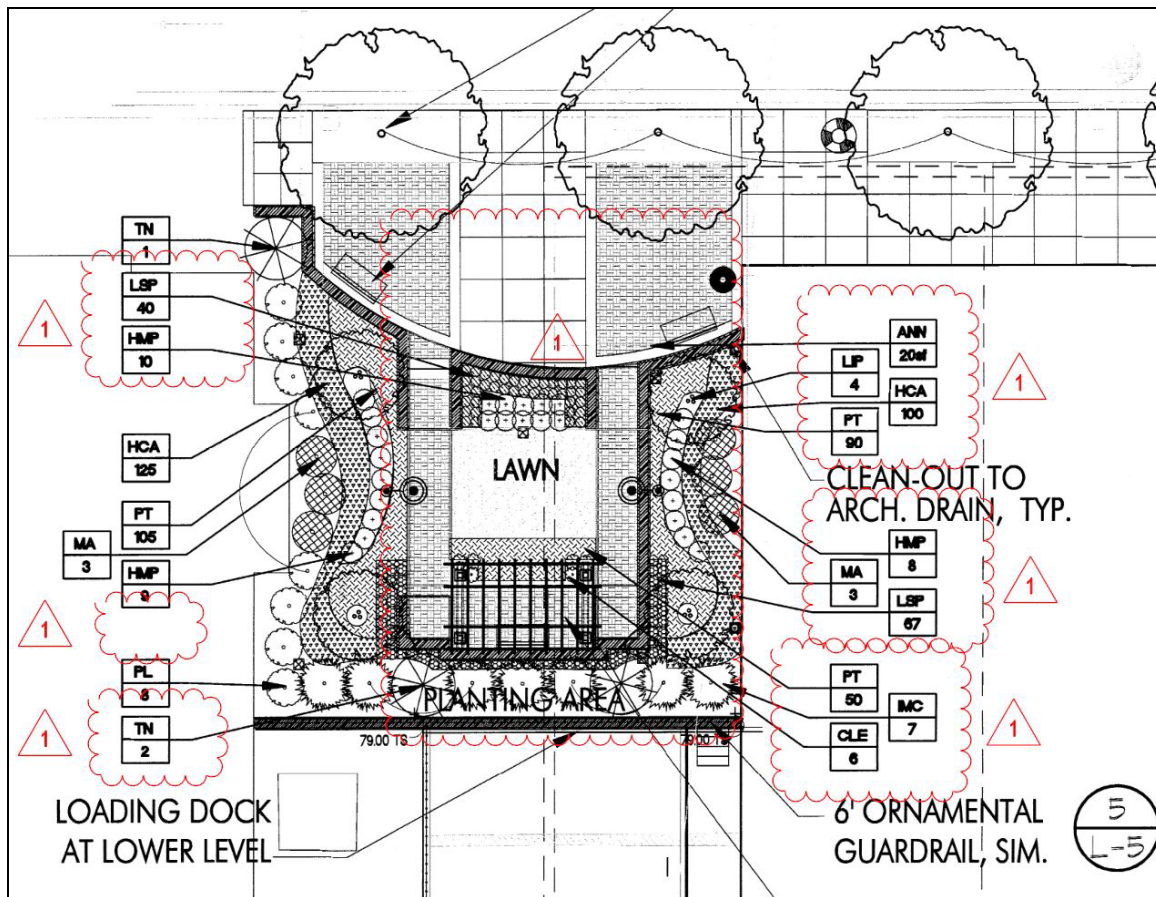 TN
1
LSP
40
HMP
10
1
HCA
125
PT
105
MA
3
HMP
9
1
PL
8
TN
2
1
LOADING DOCK
AT LOWER LEVEL
1
LAWN
PLANTING AREA
79.00 TS
79.00 T
ANN
20sf
LIP
4
HCA
100
PT
90
1
CLEAN-OUT TO
ARCH. DRAIN, TYP.
HMP
8
MA
3
LSP
67
1
PT
50
IMC
7
CLE
6
1
6' ORNAMENTAL
GUARDRAIL, SIM.
5
L-5